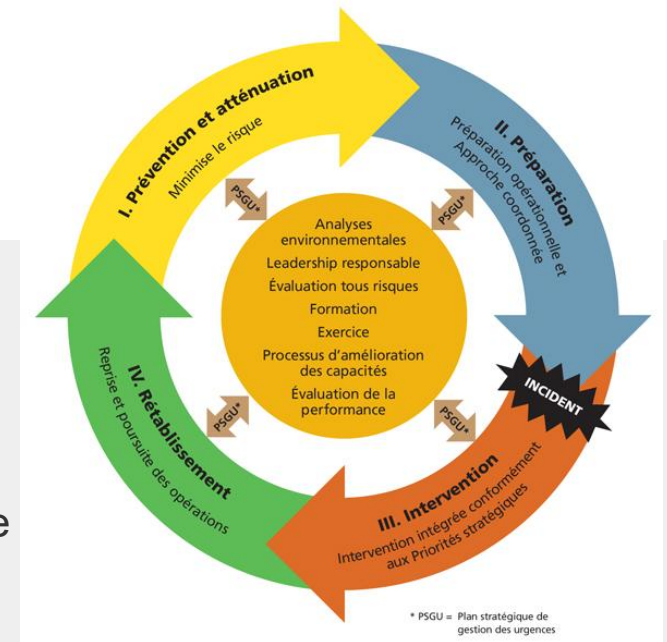 I. Prévention et atténuation
Minimise le risque
II. Préparation
Préparation opérationnelle et
Approche coordonnée
PSGU*
PSGU*
Analyses
environnementales
Leadership responsable
Évaluation tous risques
Formation
Exercice
Processus d'amélioration
des capacités
Évaluation de la
performance
INCIDENT
PSGU*
PSGU*
III. Intervention
Intervention intégrée conformément
aux Priorités stratégiques
IV. Rétablissement
Reprise et poursuite des opérations
e
* PSGU = Plan stratégique de
gestion des urgences